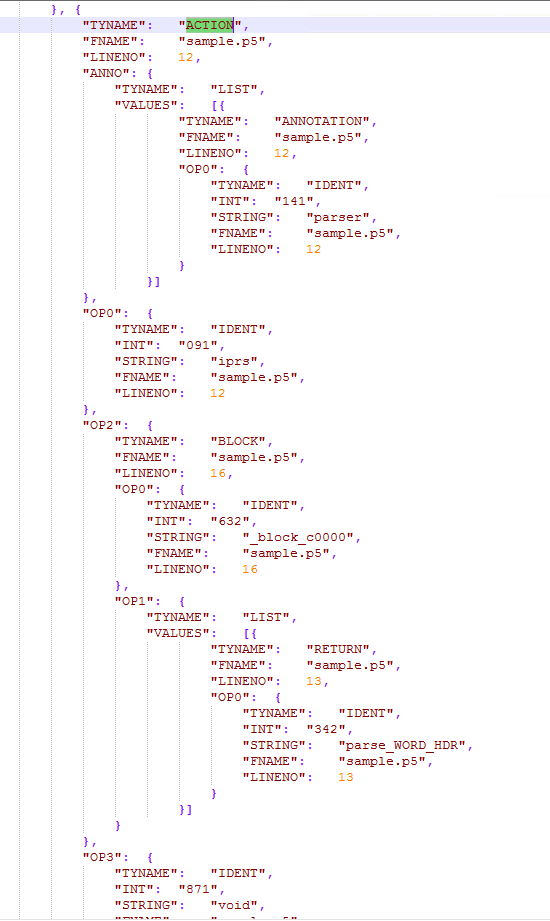 }, {
"TYNAME": "ACTION",
"FNAME": "sample.p5",
"LINENO": 12,
"ANNO": {
"TYNAME": "LIST",
"VALUES": [{
"TYNAME": "ANNOTATION",
"FNAME": "sample.p5",
"LINENO": 12,
"OP0": {
"TYNAME": "IDENT",
"INT": "141",
"STRING": "parser",
"FNAME": "sample.p5",
"LINENO": 12
}
}]
},
"OP0": {
"TYNAME": "IDENT",
"INT": "091",
"STRING": "iprs",
"FNAME": "sample.p5",
"LINENO": 12
},
"OP2": {
"TYNAME": "BLOCK",
"FNAME": "sample.p5",
"LINENO": 16,
"OP0": {
"TYNAME": "IDENT",
"INT": "632",
"STRING": "_block_c0000",
"FNAME": "sample.p5",
"LINENO": 16
},
"OP1": {
"TYNAME": "LIST",
"VALUES": [{
"TYNAME": "RETURN",
"FNAME": "sample.p5",
"LINENO": 13,
"OP0": {
"TYNAME": "IDENT",
"INT": "342",
"STRING": "parse_WORD_HDR",
"FNAME": "sample.p5",
"LINENO": 13
}
}]
}
},
"OP3": {
"TYNAME": "IDENT",
"INT": "871",
"STRING": "void",